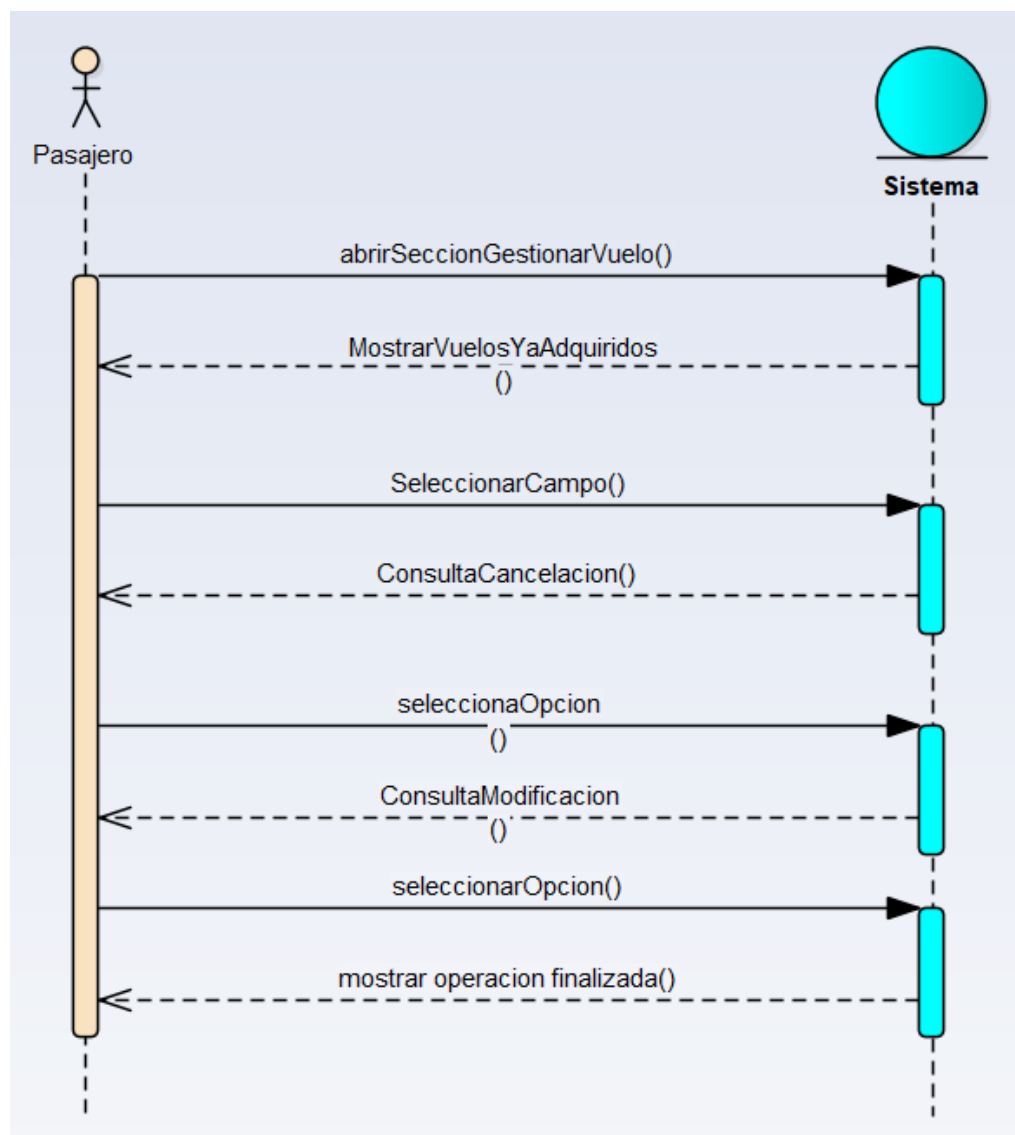 Pasajero
Sistema
abrirSeccionGestionarVuelo()
MostrarVuelosYaAdquiridos
()
SeleccionarCampo()
ConsultaCancelacion()
seleccionaOpcion
()
ConsultaModificacion
()
seleccionarOpcion()
mostrar operacion finalizada()